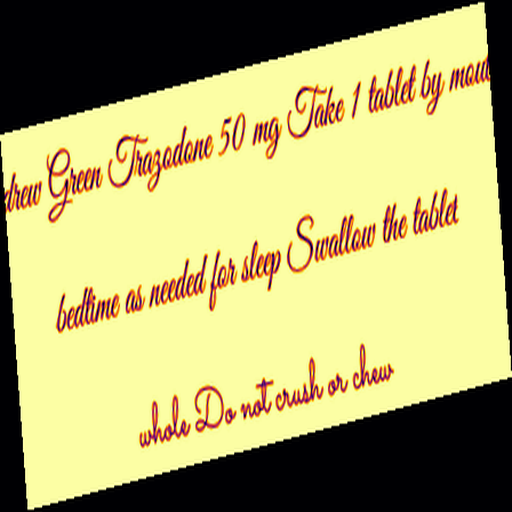 Green Trazodone 50 mg Take 1 tablet by
bedtime as needed for sleep Swallow the tablet
whole Do not crush or chew